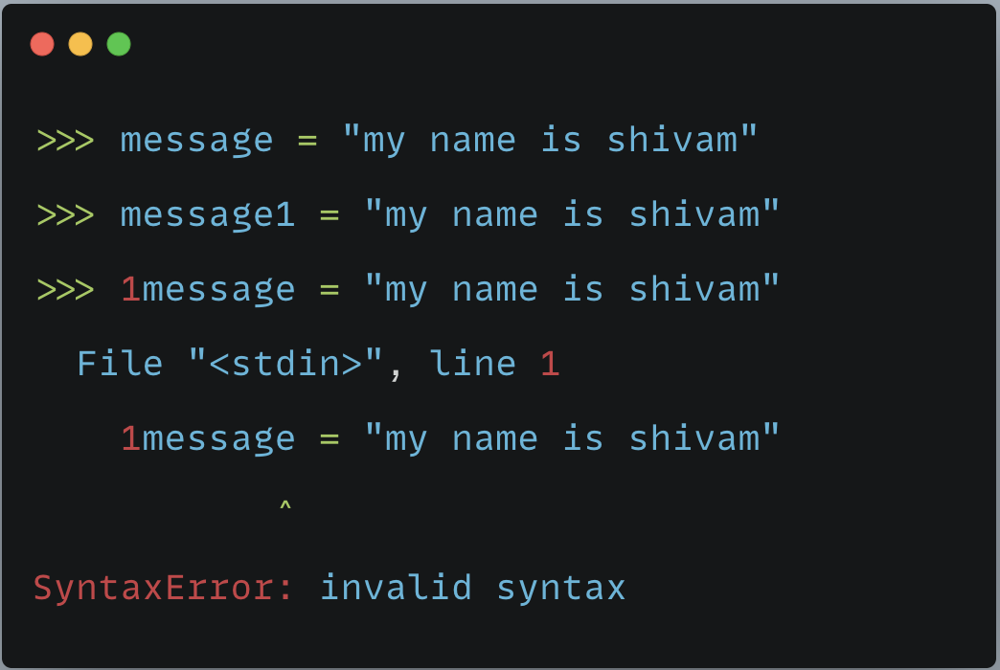 >>> message = "my name is shivam"
>>> message1 = "my name is shivam"
>>> 1message = "my name is shivam"
  File "<stdin>", line 1
    1message = "my name is shivam"
           ^
SyntaxError: invalid syntax